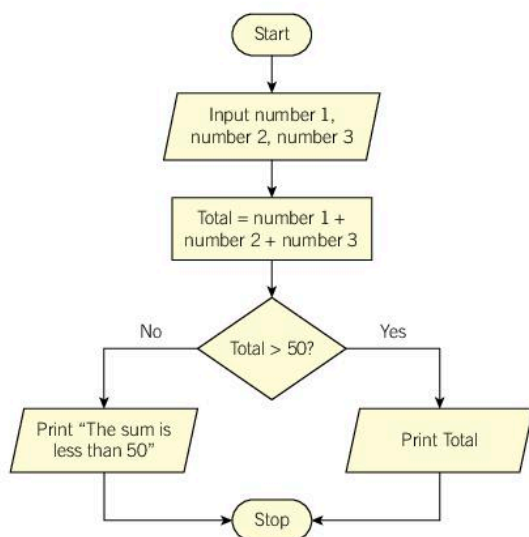 Start
Input number 1,
number 2, number 3
Total = number 1 +
number 2 + number 3
Total > 50?
No
Yes
Print “The sum is
less than 50”
Print Total
Stop